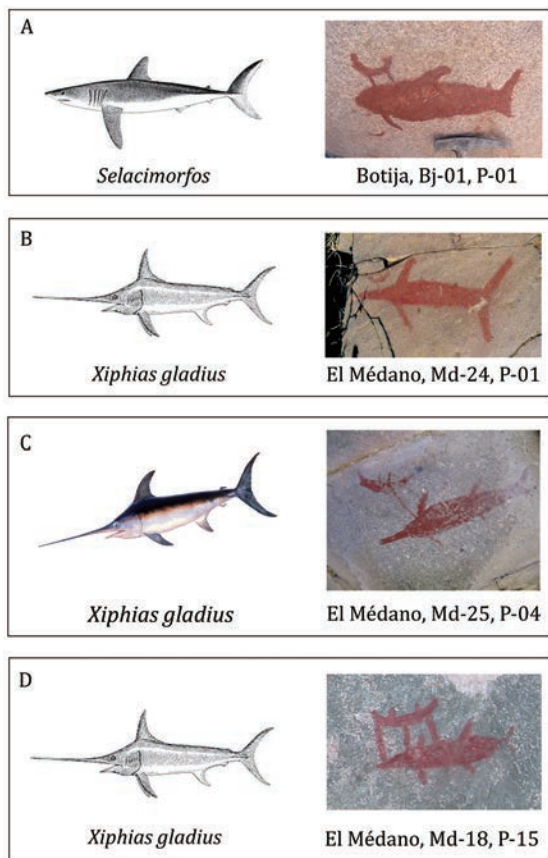 A
Selacimorfos
Botija, Bj-01, P-01
B
Xiphias gladius
El Médano, Md-24, P-01
C
Xiphias gladius
El Médano, Md-25, P-04
D
Xiphias gladius
El Médano, Md-18, P-15